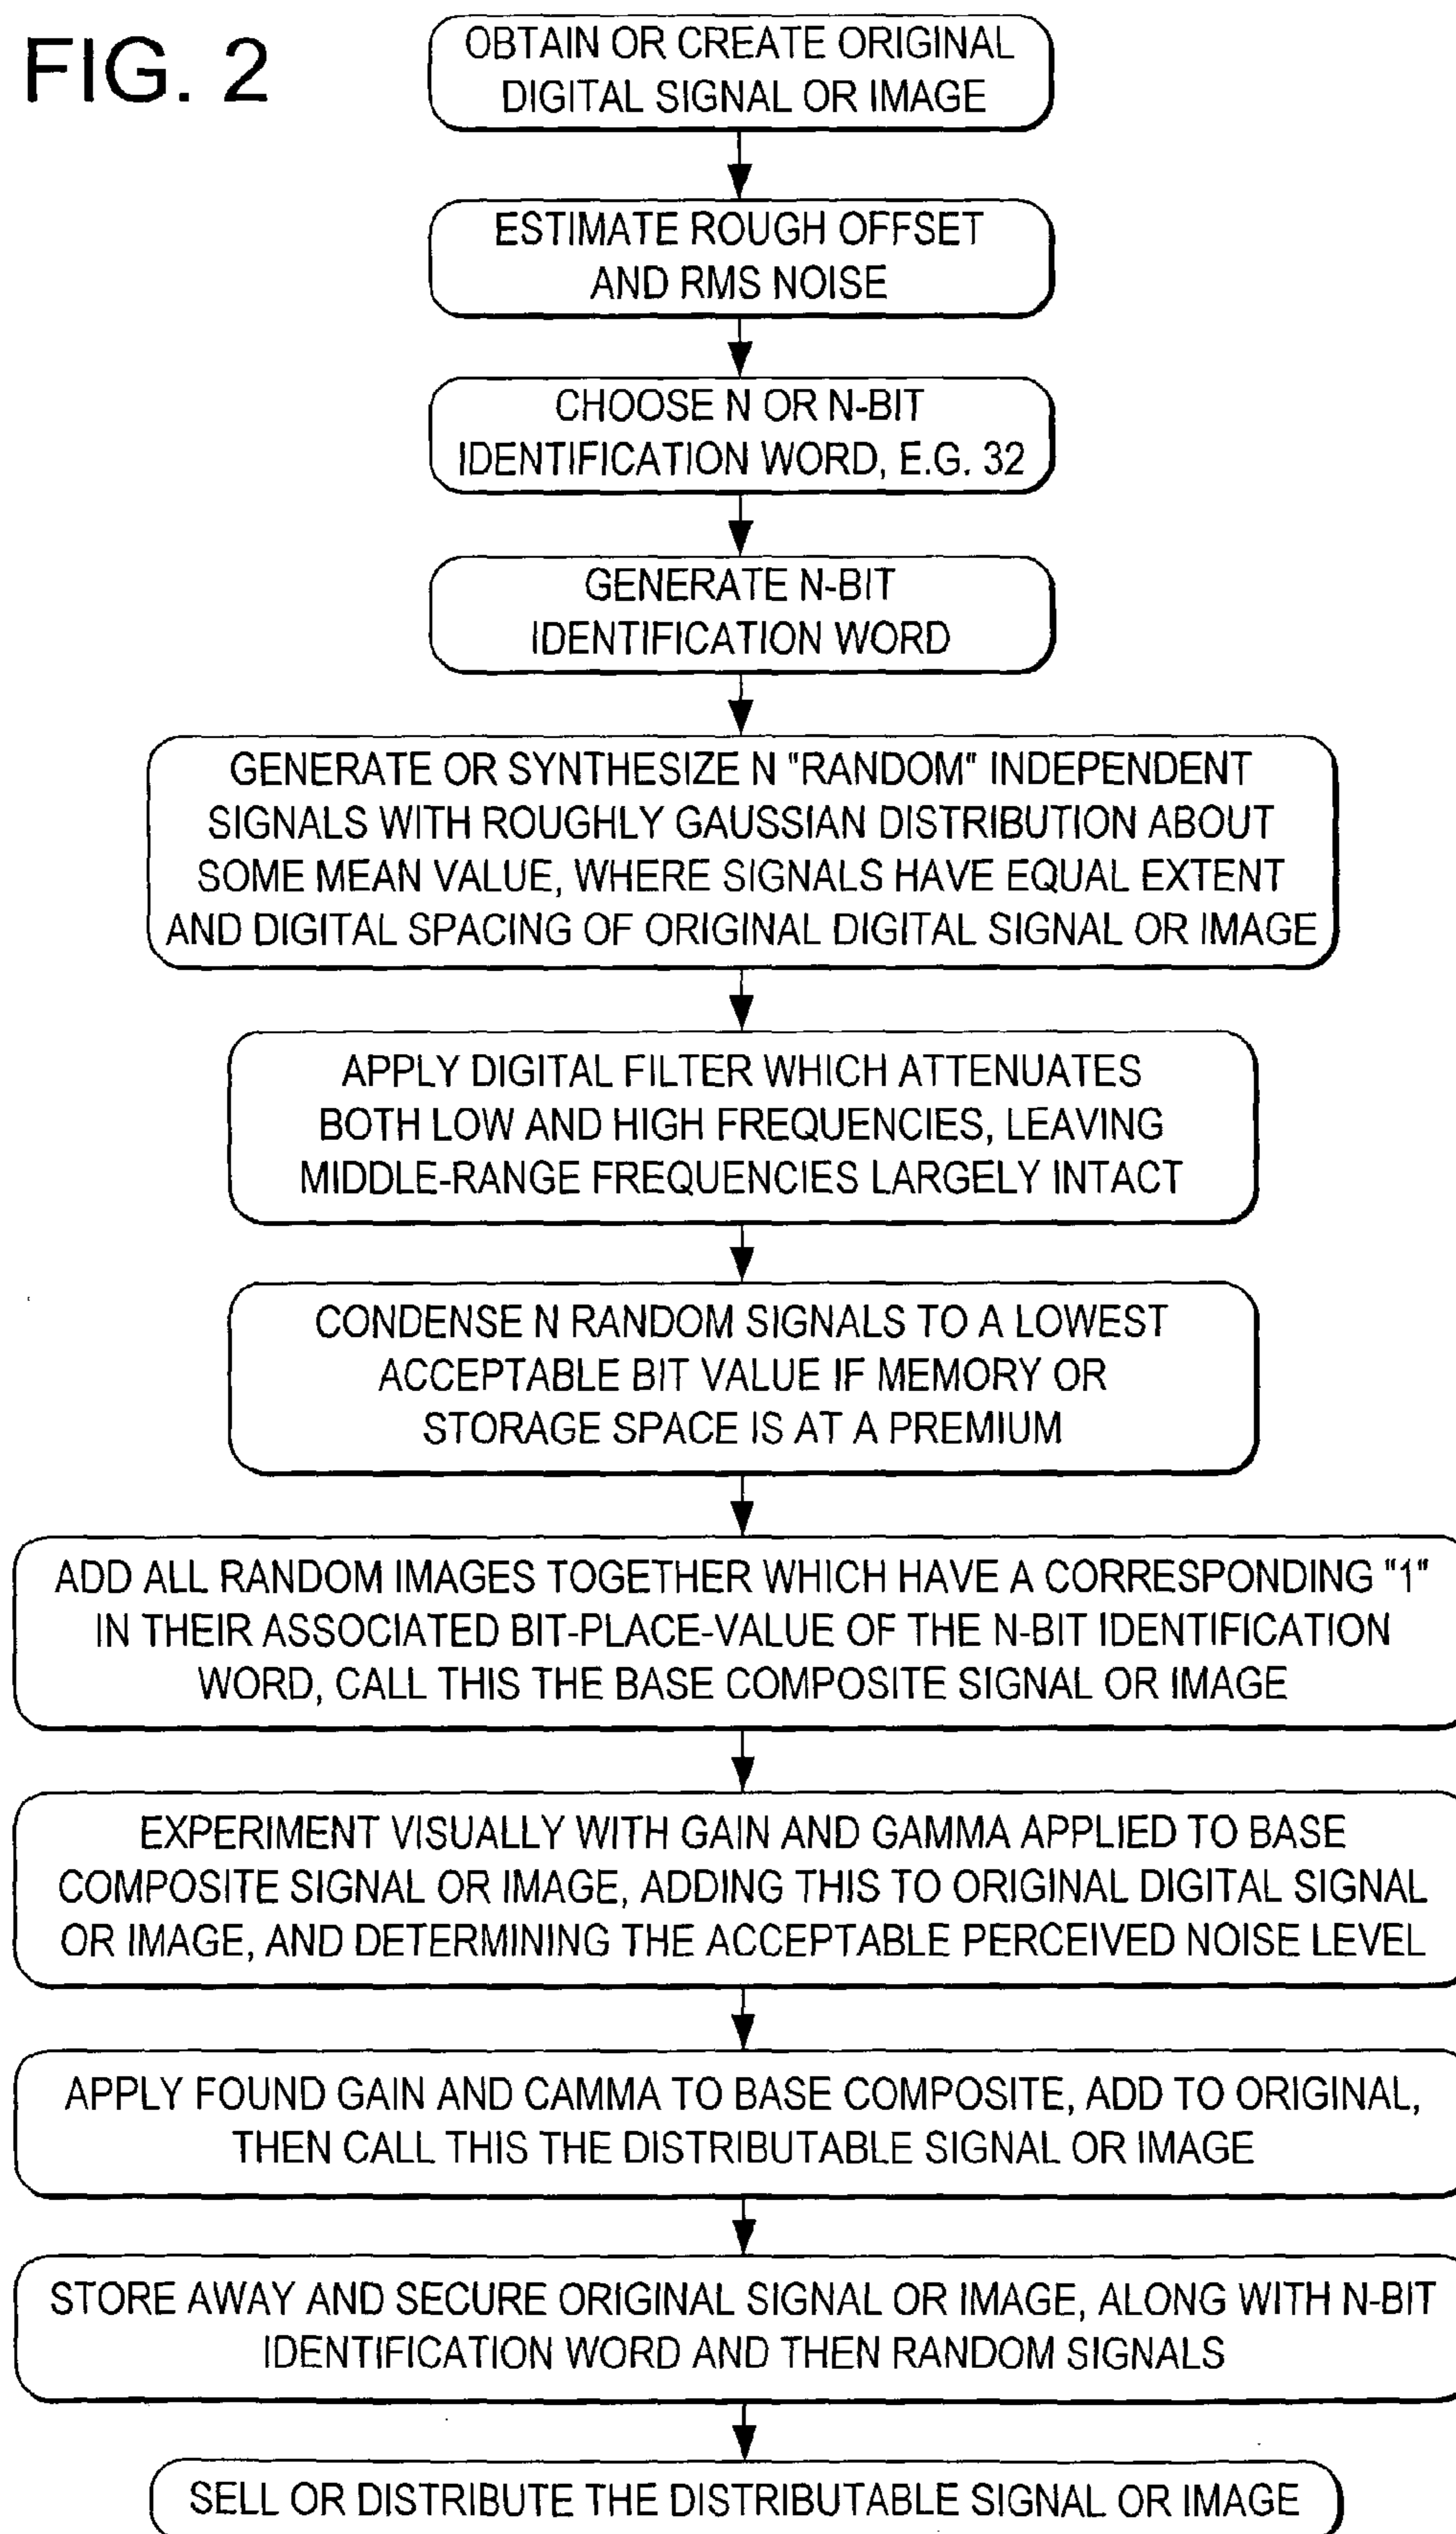 FIG. 2
OBTAIN OR CREATE ORIGINAL
DIGITAL SIGNAL OR IMAGE
ESTIMATE ROUGH OFFSET
AND RMS NOISE
CHOOSE N OR N-BIT
IDENTIFICATION WORD, E.G. 32
GENERATE N-BIT
IDENTIFICATION WORD
GENERATE OR SYNTHESIZE N "RANDOM" INDEPENDENT
SIGNALS WITH ROUGHLY GAUSSIAN DISTRIBUTION ABOUT
SOME MEAN VALUE, WHERE SIGNALS HAVE EQUAL EXTENT
AND DIGITAL SPACING OF ORIGINAL DIGITAL SIGNAL OR IMAGE
APPLY DIGITAL FILTER WHICH ATTENUATES
BOTH LOW AND HIGH FREQUENCIES, LEAVING
MIDDLE-RANGE FREQUENCIES LARGELY INTACT
CONDENSE N RANDOM SIGNALS TO A LOWEST
ACCEPTABLE BIT VALUE IF MEMORY OR
STORAGE SPACE IS AT A PREMIUM
ADD ALL RANDOM IMAGES TOGETHER WHICH HAVE A CORRESPONDING "1"
IN THEIR ASSOCIATED BIT-PLACE-VALUE OF THE N-BIT IDENTIFICATION
WORD, CALL THIS THE BASE COMPOSITE SIGNAL OR IMAGE
EXPERIMENT VISUALLY WITH GAIN AND GAMMA APPLIED TO BASE
COMPOSITE SIGNAL OR IMAGE, ADDING THIS TO ORIGINAL DIGITAL SIGNAL
OR IMAGE, AND DETERMINING THE ACCEPTABLE PERCEIVED NOISE LEVEL
APPLY FOUND GAIN AND CAMMA TO BASE COMPOSITE, ADD TO ORIGINAL,
THEN CALL THIS THE DISTRIBUTABLE SIGNAL OR IMAGE
STORE AWAY AND SECURE ORIGINAL SIGNAL OR IMAGE, ALONG WITH N-BIT
IDENTIFICATION WORD AND THEN RANDOM SIGNALS
SELL OR DISTRIBUTE THE DISTRIBUTABLE SIGNAL OR IMAGE